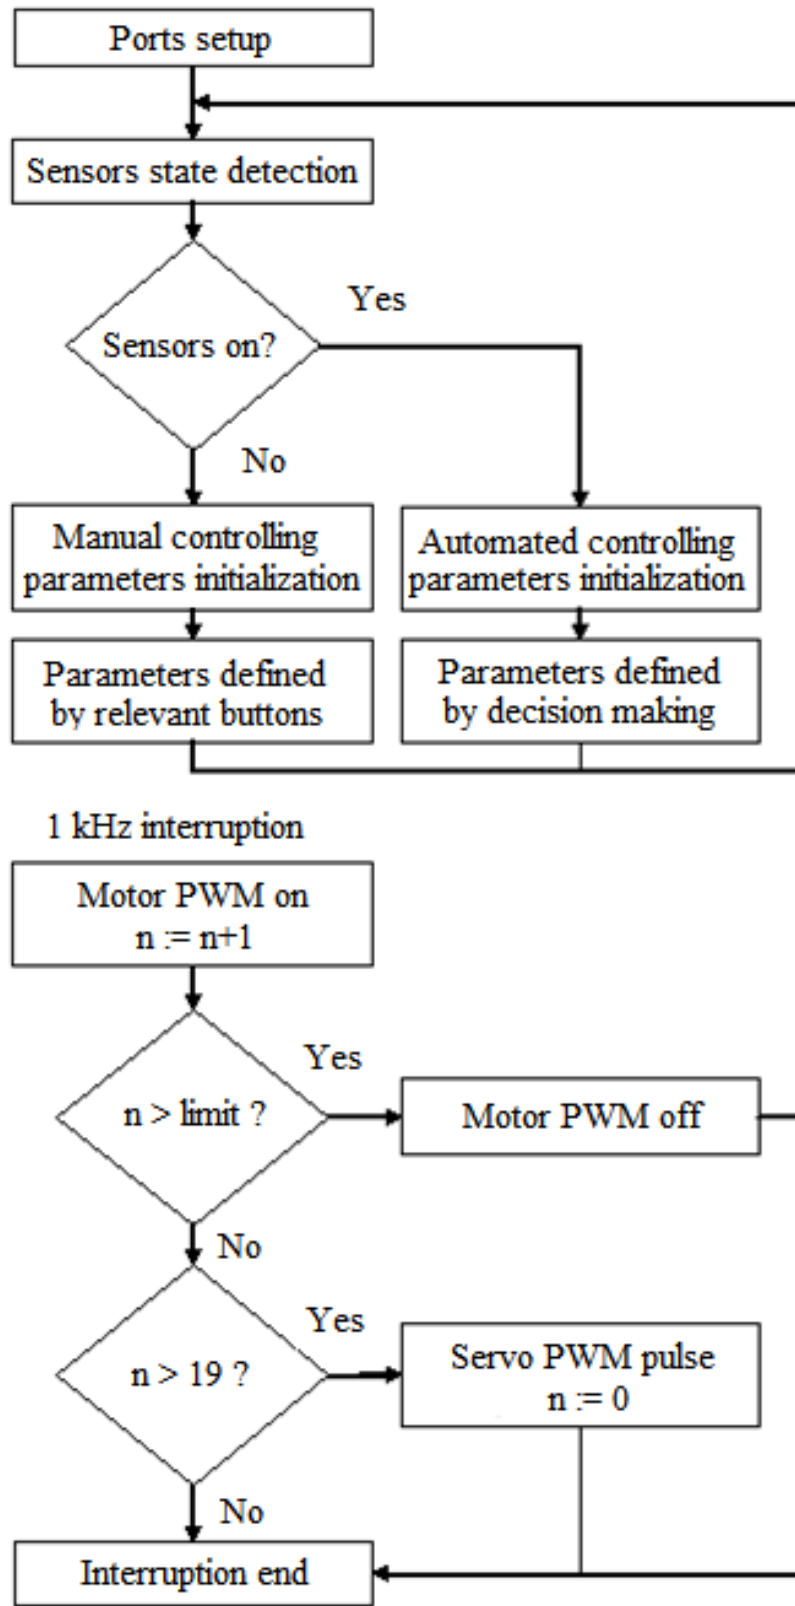 Ports setup
Sensors state detection
Yes
Sensors on?
No
Manual controlling
parameters initialization
Automated controlling
parameters initialization
Parameters defined
by relevant buttons
Parameters defined
by decision making
1 kHz interruption
Motor PWM on
n := n+1
Yes
n > limit ?
Motor PWM off
No
Yes
n > 19 ?
Servo PWM pulse
n := 0
No
Interruption end